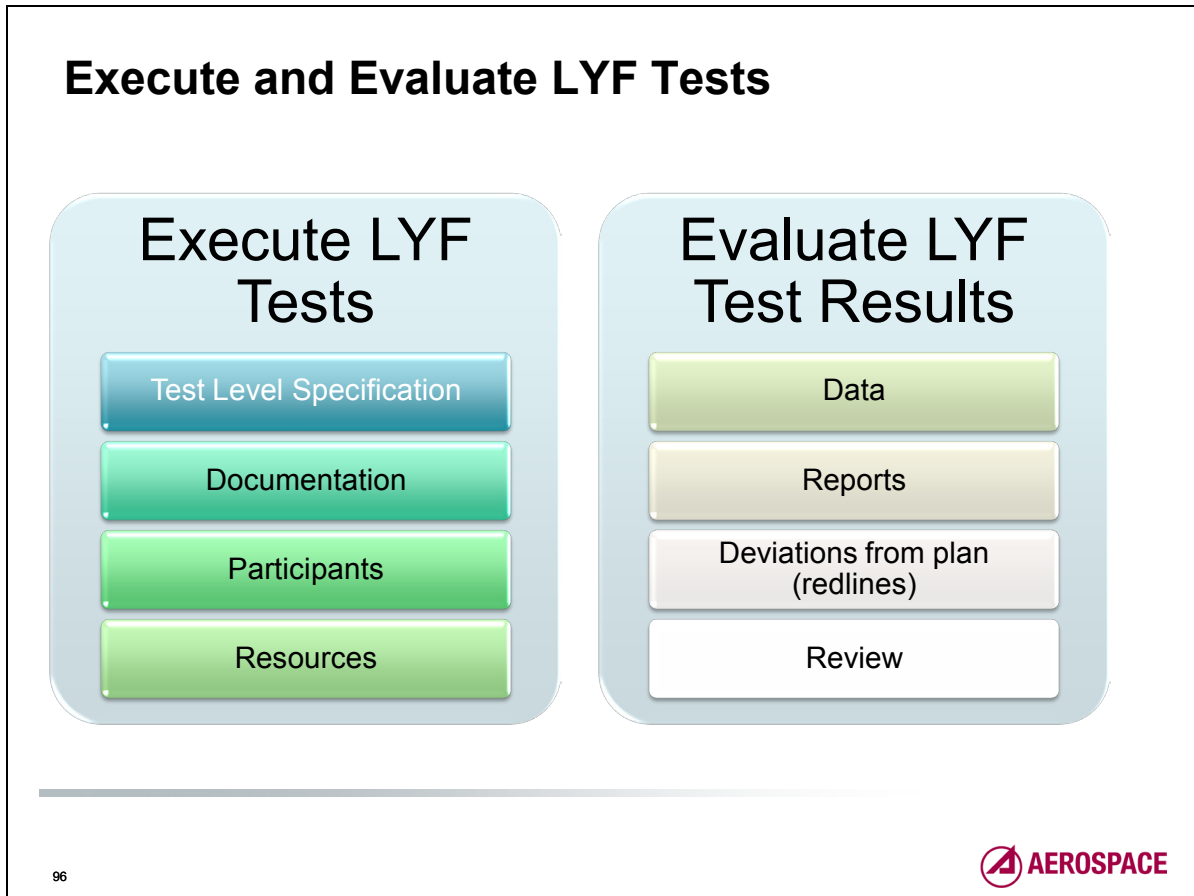 Execute and Evaluate LYF Tests
Execute LYF
Tests
Test Level Specification
Documentation
Participants
Resources
Evaluate LYF
Test Results
Data
Reports
Deviations from plan
(redlines)
Review
96
AEROSPACE